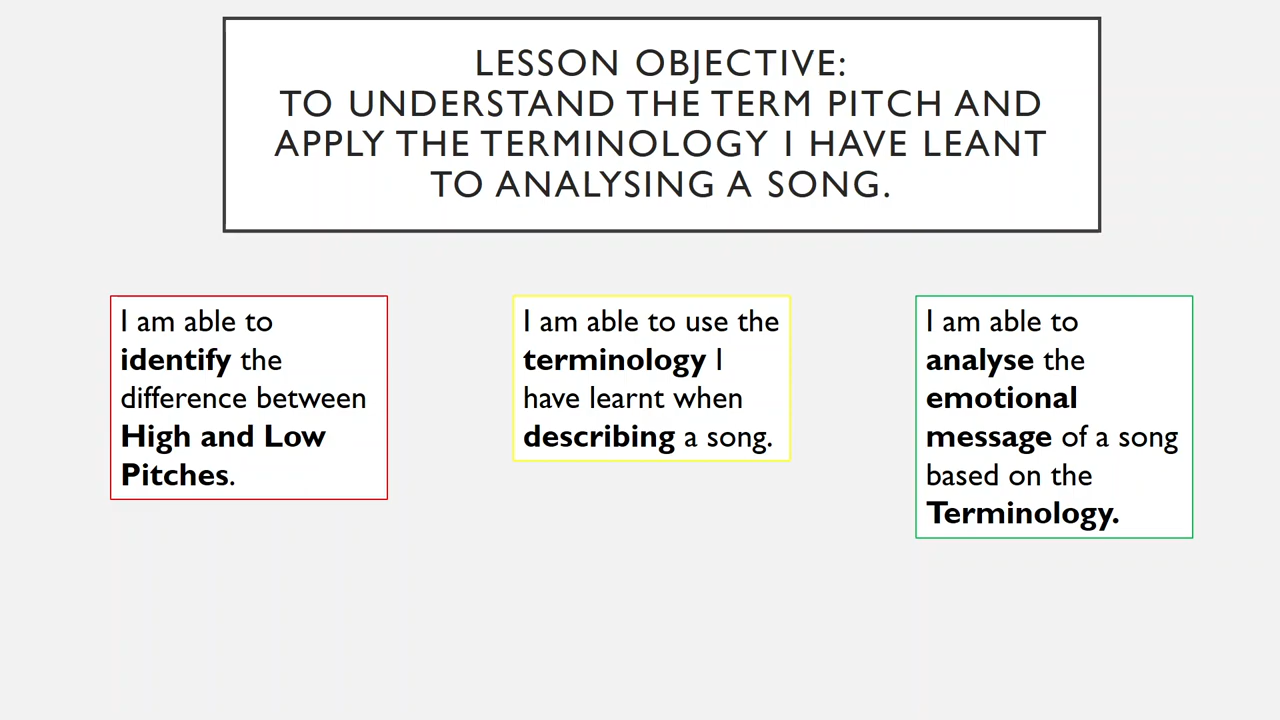 LESSON OBJECTIVE:
TO UNDERSTAND THE TERM PITCH AND
APPLY THE TERMINOLOGY I HAVE LEANT
TO ANALYSING A SONG.
I am able to
identify the
difference between
High and Low
Pitches.
I am able to use the
terminology I
have learnt when
describing a song.
I am able to
analyse the
emotional
message of a song
based on the
Terminology.